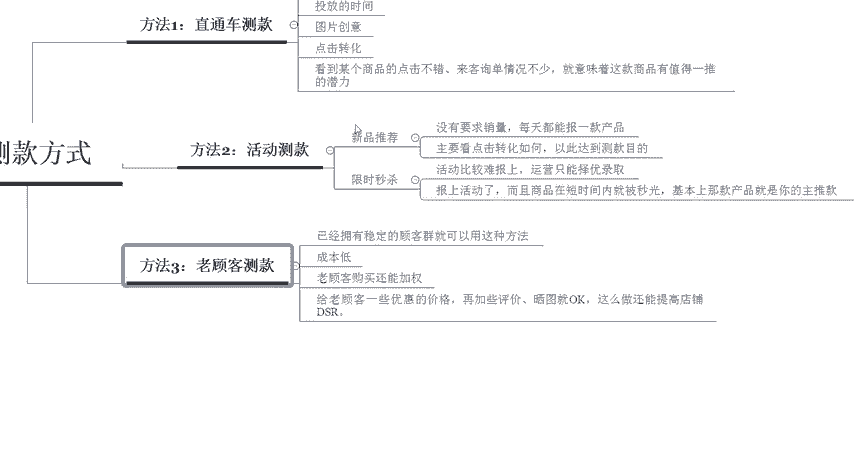 投放的时间
方法1：直通车测款
图片创意
点击转化
看到某个商品的点击不错、来客询单情况不少，就意味着这款商品有值得一推
的潜力
测款方式
方法2：活动测款
新品推荐
没有要求销量，每天都能报一款产品
主要看点击转化如何，以此达到测款目的
限时秒杀
活动比较难报上，运营只能择优录取
报上活动了，而且商品在短时间内就被秒光，基本上那款产品就是你的主推款
方法3：老顾客测款
已经拥有稳定的顾客群就可以用这种方法
成本低
老顾客购买还能加权
给老顾客一些优惠的价格，再加些评价、晒图就OK，这么做还能提高店铺
DSR。